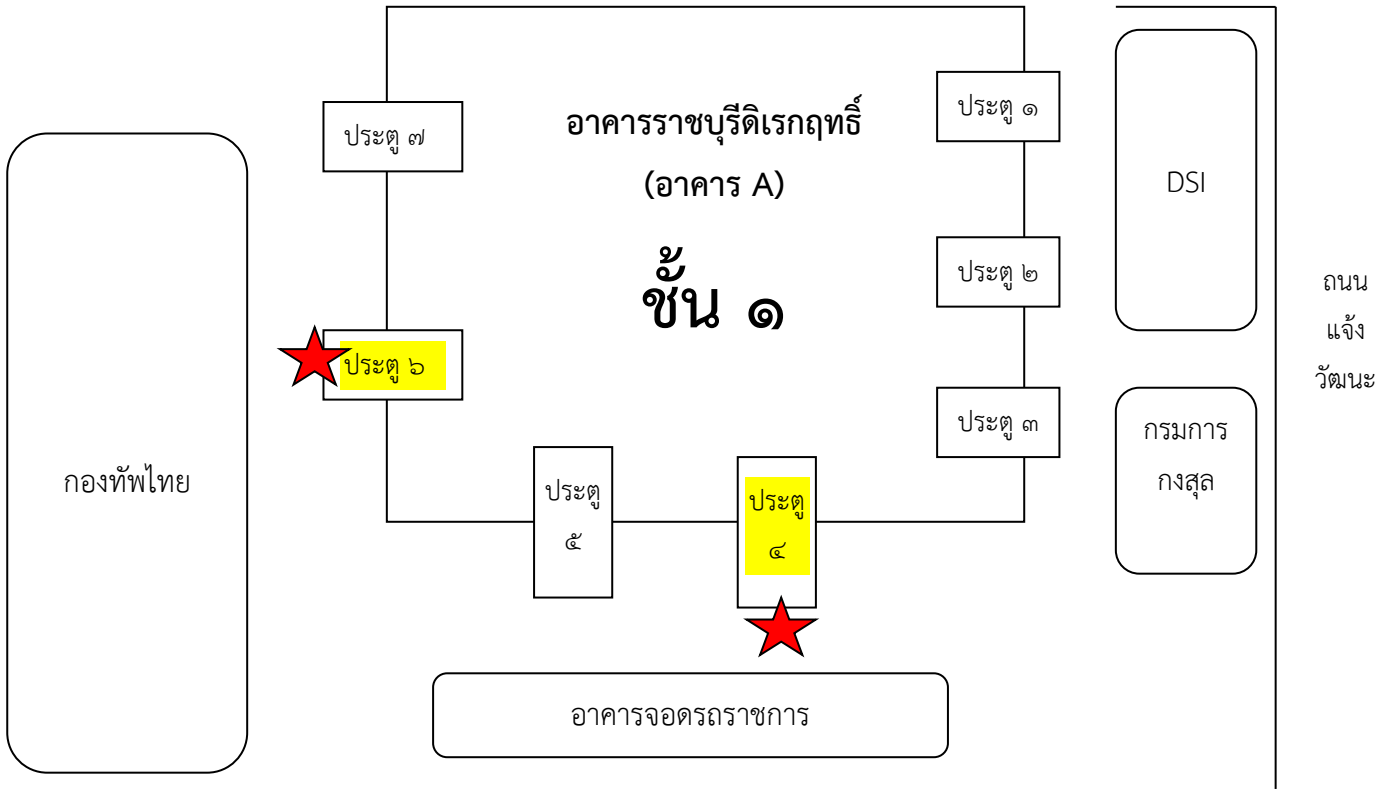 อาคารราชบุรีดิเรกฤทธิ์
(อาคาร A)
ชั้น ๑
ประตู ๑
ประตู ๒
ประตู ๓
ประตู
๔
ประตู
๕
ประตู ๖
ประตู ๗
กองทัพไทย
DSI
กรมการ
กงสุล
ถนน
แจ้ง
วัฒนะ
อาคารจอดรถราชการ